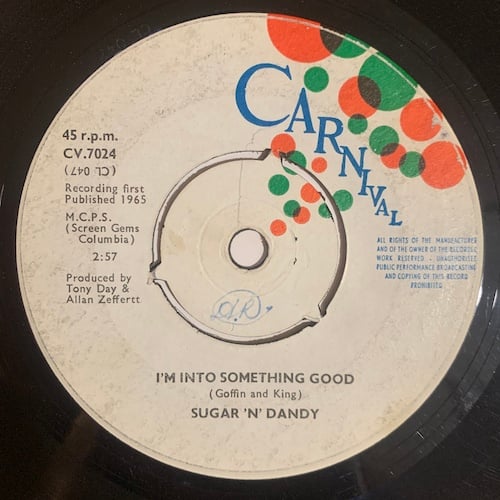 CARNIVAL
45 r.p.m.
CV.7024
(CL 047)
Recording first
Published 1965
M.C.P.S.
(Screen Gems
Columbia)
2:57
Produced by
Tony Day &
Allan Zeffertt
ALL RIGHTS OF THE MANUFACTURER
AND OF THE OWNER OF THE RECORDED
WORK RESERVED - UNAUTHORISED
PUBLIC PERFORMANCE BROADCASTING
AND COPYING OF THIS RECORD
PROHIBITED
I'M INTO SOMETHING GOOD
(Goffin and King)
SUGAR 'N' DANDY